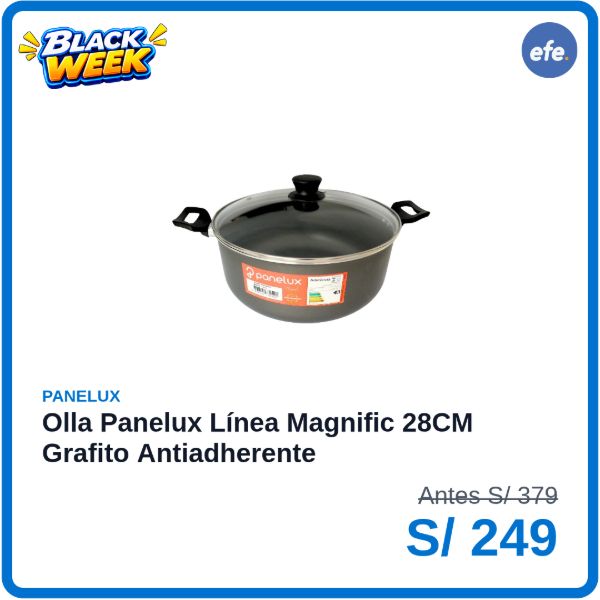 BLACK
WEEK
efe.
panelux
PANELUX
Olla Panelux Línea Magnific 28CM
Grafito Antiadherente
Antes S/ 379
S/ 249